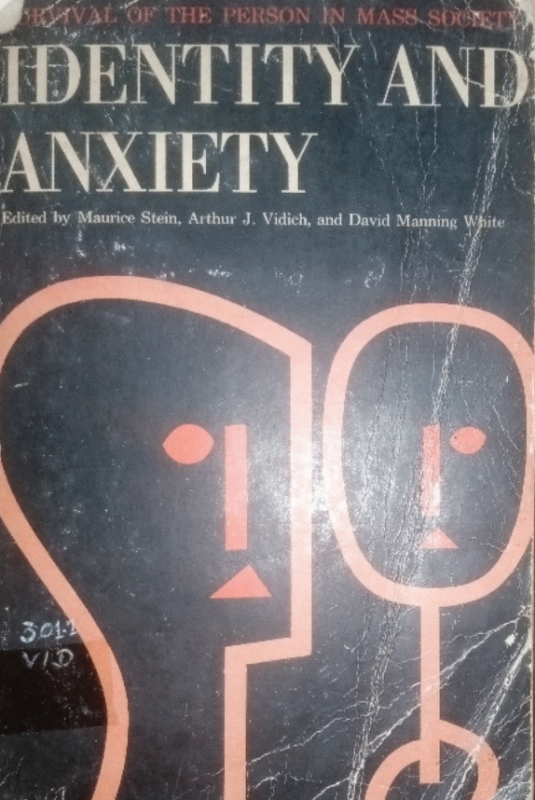 SURVIVAL OF THE PERSON IN MASS SOCIETY
IDENTITY AND
ANXIETY
Edited by Maurice Stein, Arthur J. Vidich, and David Manning White
301.1
VID